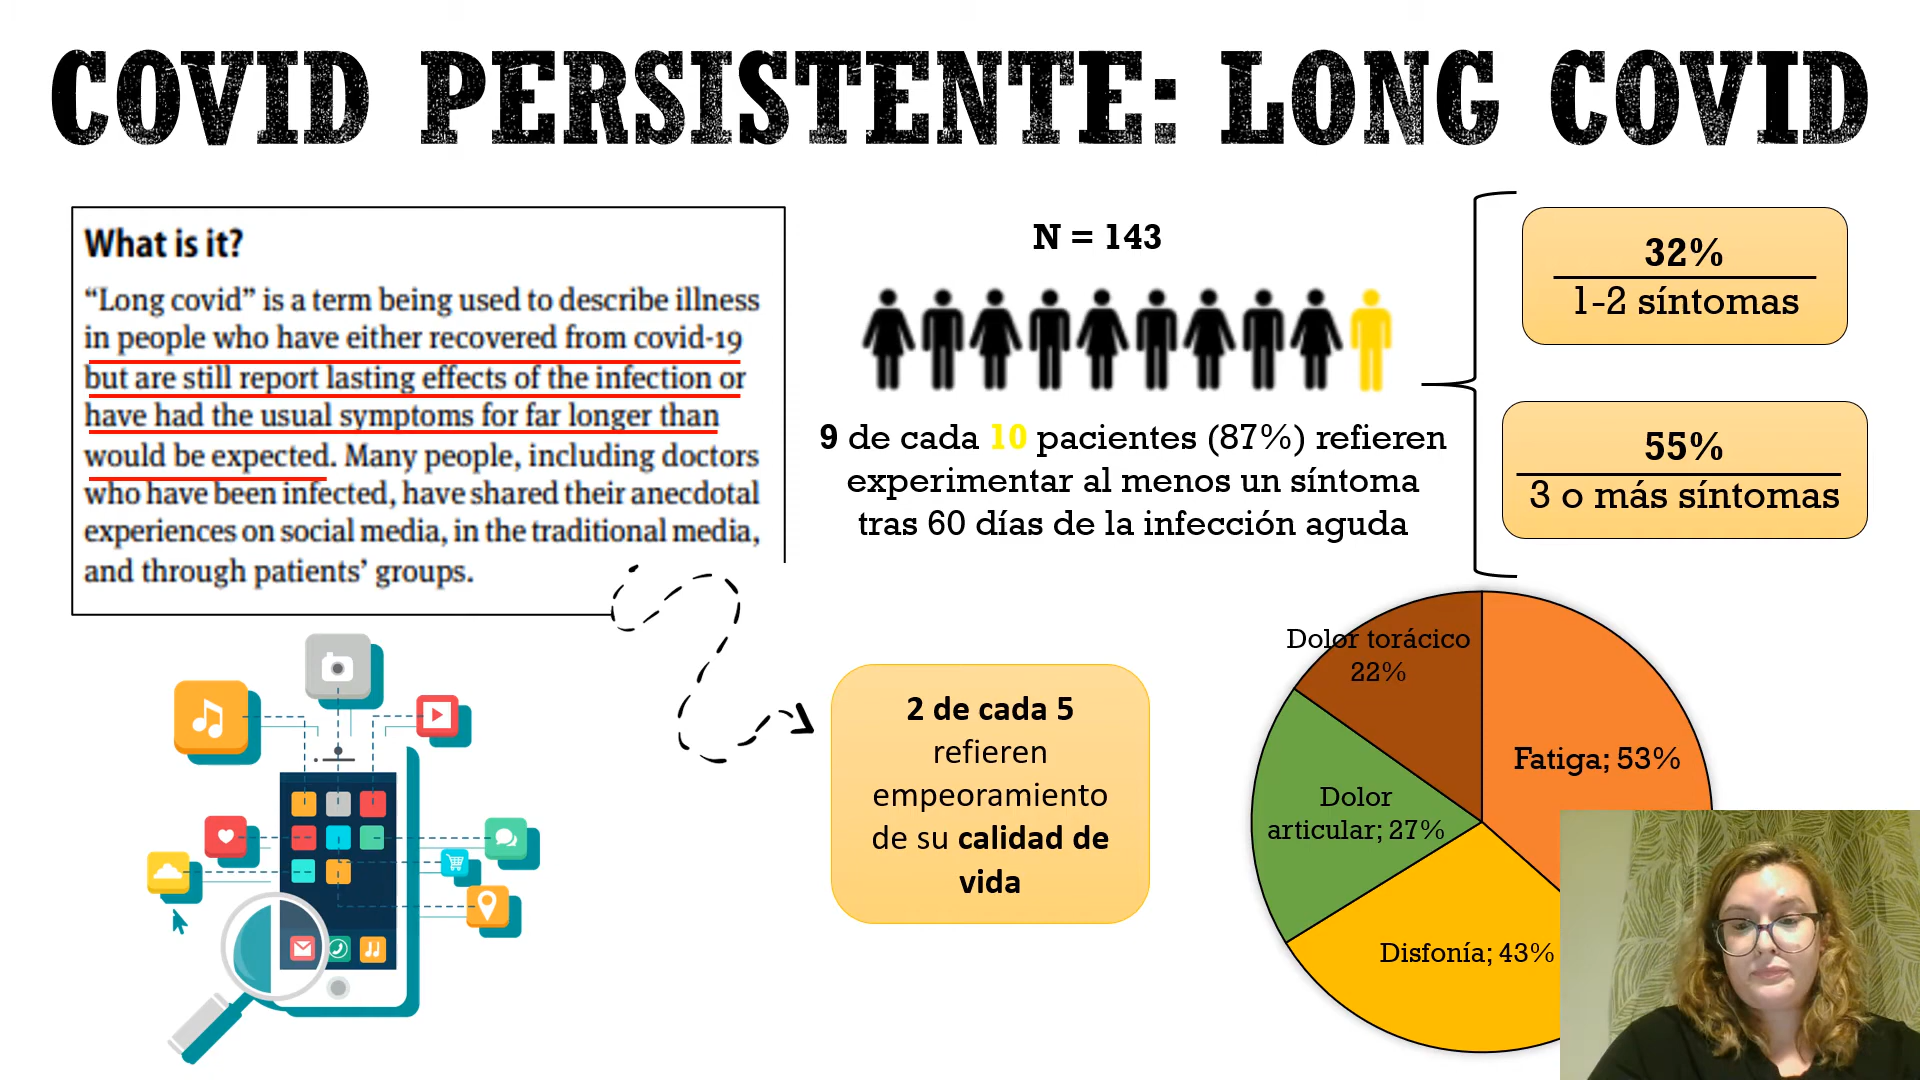 COVID PERSISTENTE: LONG COVID
What is it?
“Long covid” is a term being used to describe illness
in people who have either recovered from covid-19
but are still report lasting effects of the infection or
have had the usual symptoms for far longer than
would be expected. Many people, including doctors
who have been infected, have shared their anecdotal
experiences on social media, in the traditional media,
and through patients’ groups.
N = 143
9 de cada 10 pacientes (87%) refieren
experimentar al menos un síntoma
tras 60 días de la infección aguda
32%
1-2 síntomas
55%
3 o más síntomas
2 de cada 5
refieren
empeoramiento
de su calidad de
vida
Dolor torácico
22%
Fatiga; 53%
Dolor
articular; 27%
Disfonía; 43%